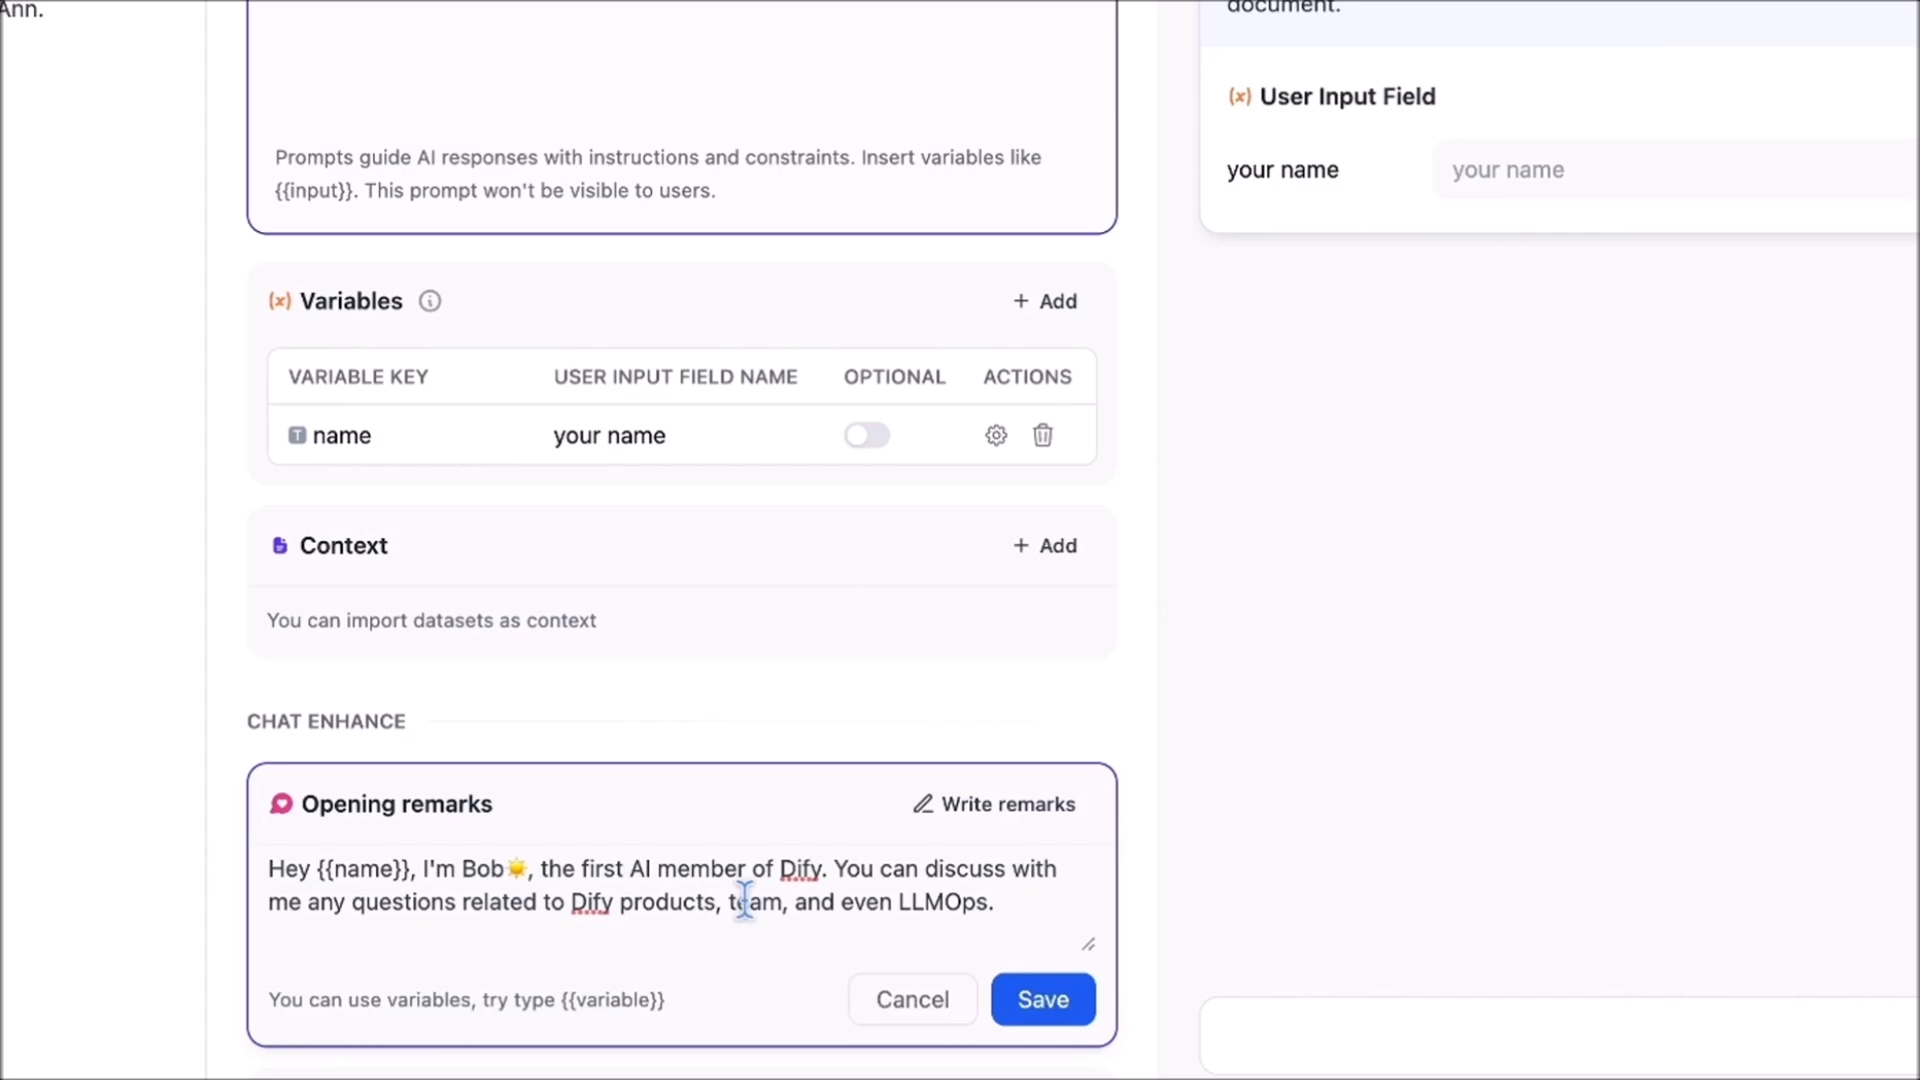 Ann.
Prompts guide AI responses with instructions and constraints. Insert variables like
{{input}}. This prompt won't be visible to users.
(x) Variables
+ Add
VARIABLE KEY USER INPUT FIELD NAME OPTIONAL ACTIONS
T name your name
Context
+ Add
You can import datasets as context
CHAT ENHANCE
Opening remarks
Write remarks
Hey {{name}}, I'm Bob☀️, the first AI member of Dify. You can discuss with
me any questions related to Dify products, team, and even LLMOps.
You can use variables, try type {{variable}}
Cancel
Save
document.
(x) User Input Field
your name your name